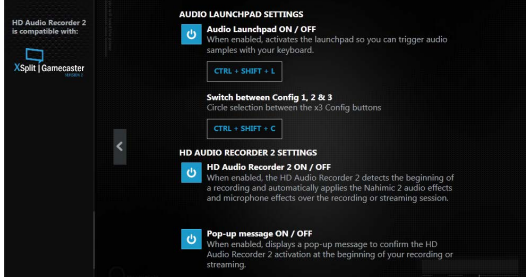 HD Audio Recorder 2
is compatible with:
XSplit | Gamecaster
AUDIO LAUNCHPAD SETTINGS
Audio Launchpad ON / OFF
When enabled, activates the launchpad so you can trigger audio
samples with your keyboard.
CTRL + SHIFT + L
Switch between Config 1, 2 & 3
Circle selection between the x3 Config buttons
CTRL + SHIFT + C
HD AUDIO RECORDER 2 SETTINGS
HD Audio Recorder 2 ON / OFF
When enabled, the HD Audio Recorder 2 detects the beginning of
a recording and automatically applies the Nahimic 2 audio effects
and microphone effects over the recording or streaming session.
Pop-up message ON / OFF
When enabled, displays a pop-up message to confirm the HD
Audio Recorder 2 activation at the beginning of your recording or
streaming.